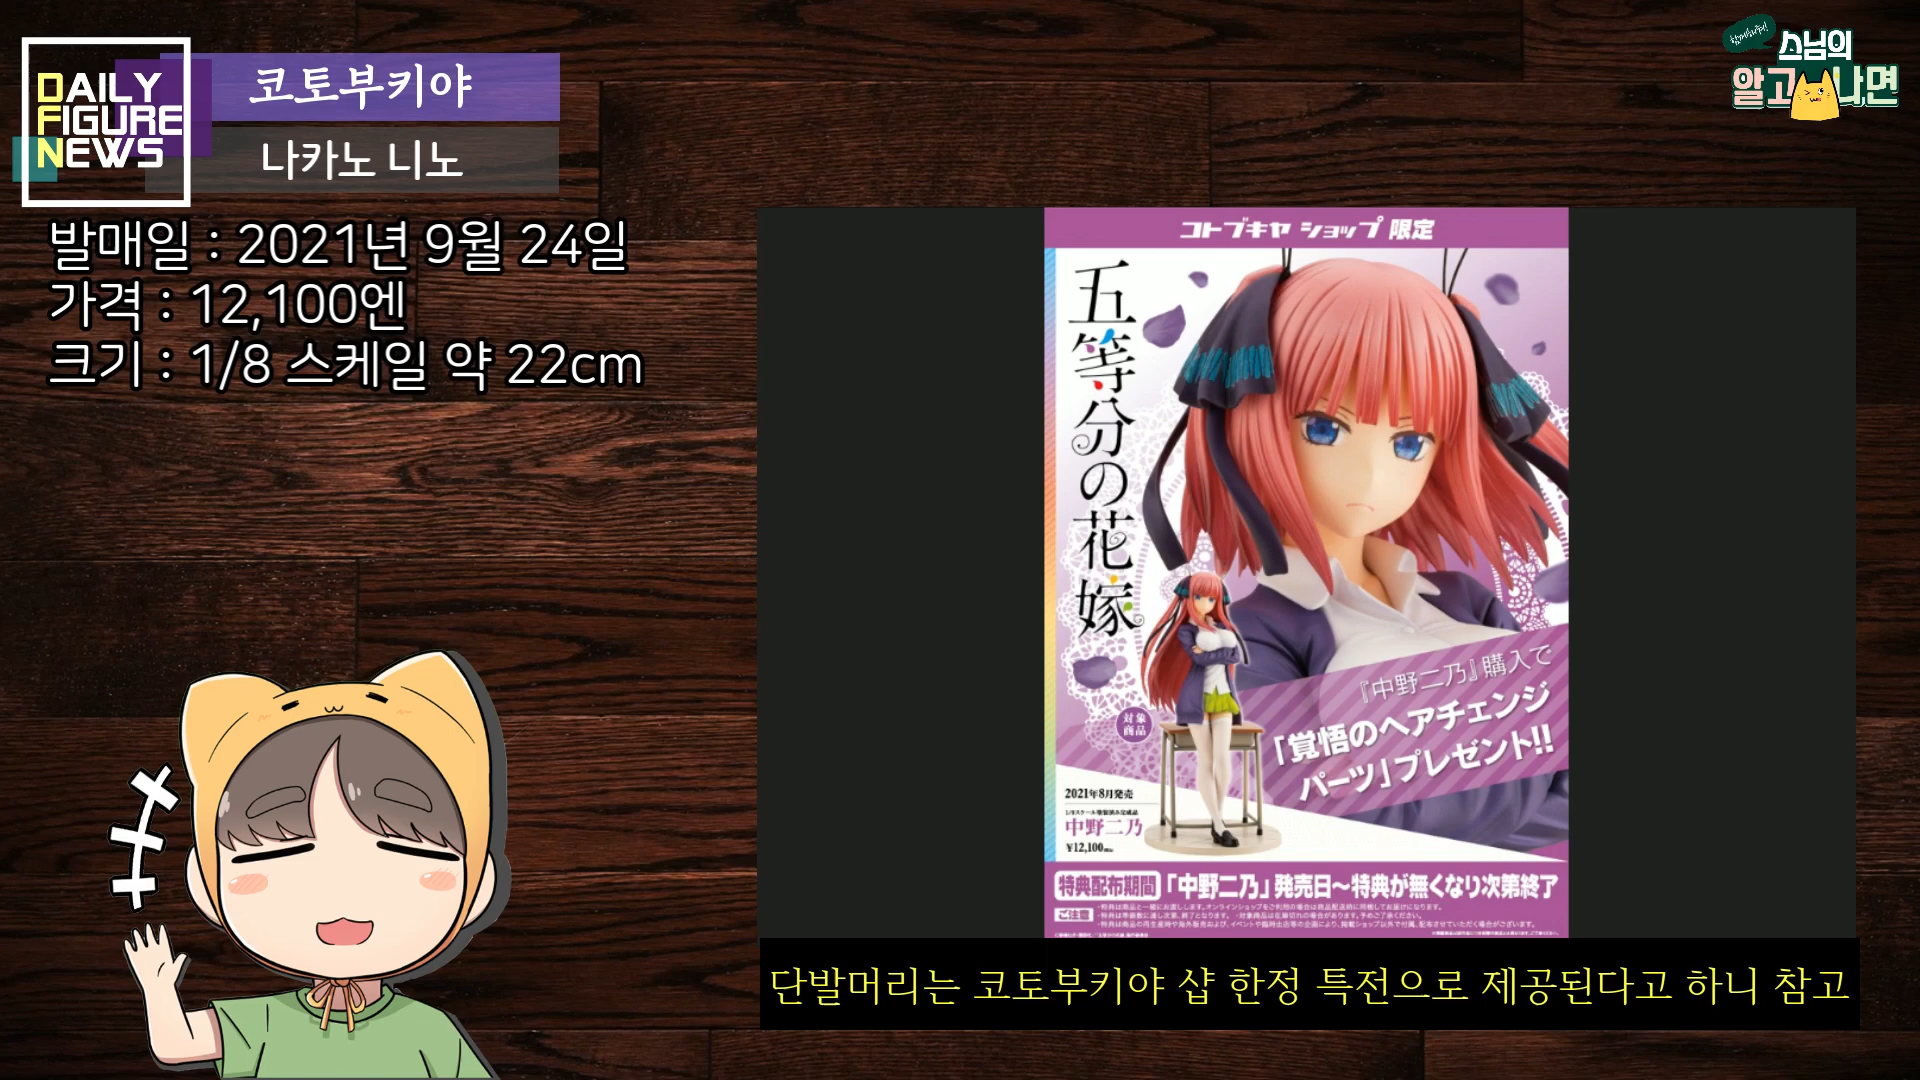 DAILY
FIGURE
NEWS
코토부키야
나카노 니노
스님의
알고 나면
발매일 : 2021년 9월 24일
가격 : 12,100엔
크기 : 1/8 스케일 약 22cm
コトブキヤ ショップ 限定
五等分の花嫁
『中野二乃』購入で
「覚悟のヘアチェンジ
パーツ」プレゼント!!
対象
商品
2021年8月発売
中野二乃
¥12,100
特典配布期間「中野二乃」発売日～特典が無くなり次第終了
ご注意
단발머리는 코토부키야 샵 한정 특전으로 제공된다고 하니 참고